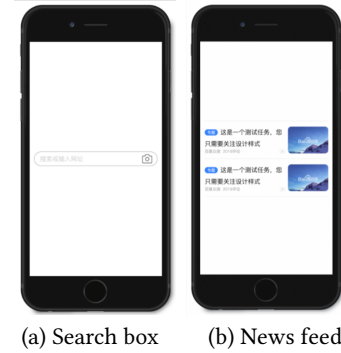 搜索或输入网址
这是一个测试任务，您
只需要关注设计样式
这是一个测试任务，您
只需要关注设计样式
(a) Search box
(b) News feed